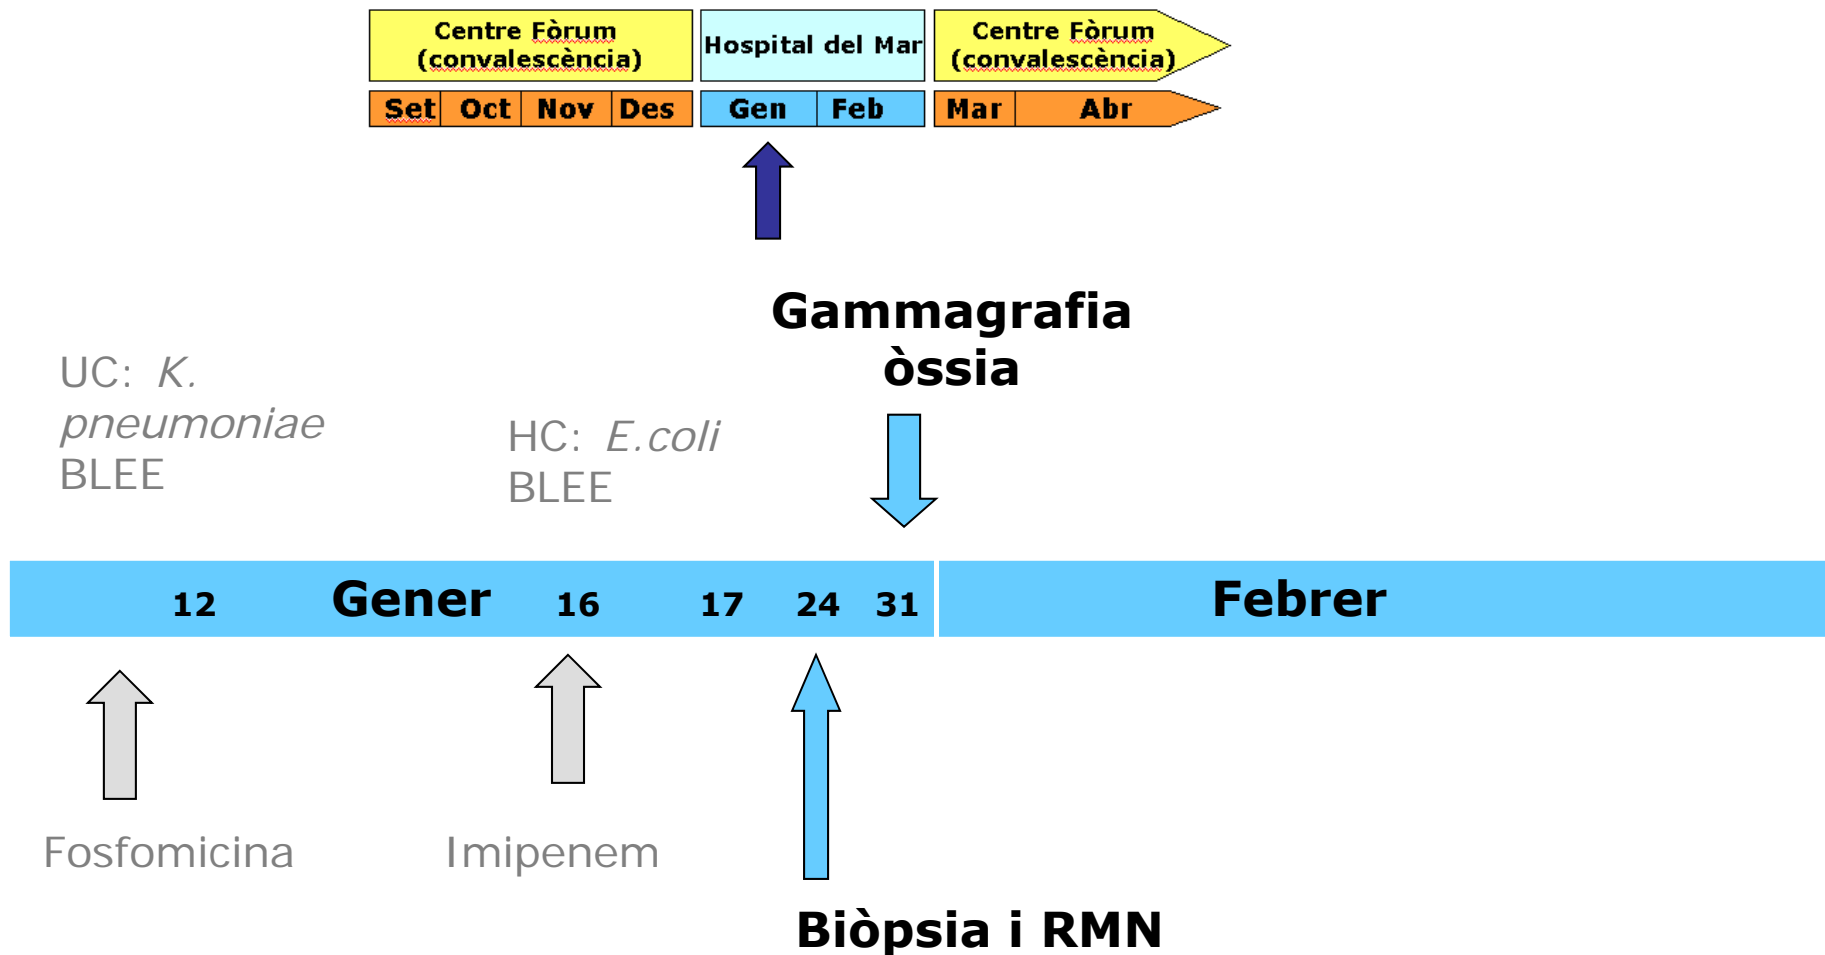 Centre Fòrum
(convalescència)
Hospital del Mar
Centre Fòrum
(convalescència)
Set Oct Nov Des Gen Feb Mar Abr
Gammagrafia
òssia
UC: K.
pneumoniae
BLEE
HC: E.coli
BLEE
12 Gener 16 17 24 31 Febrer
Fosfomicina
Imipenem
Biòpsia i RMN